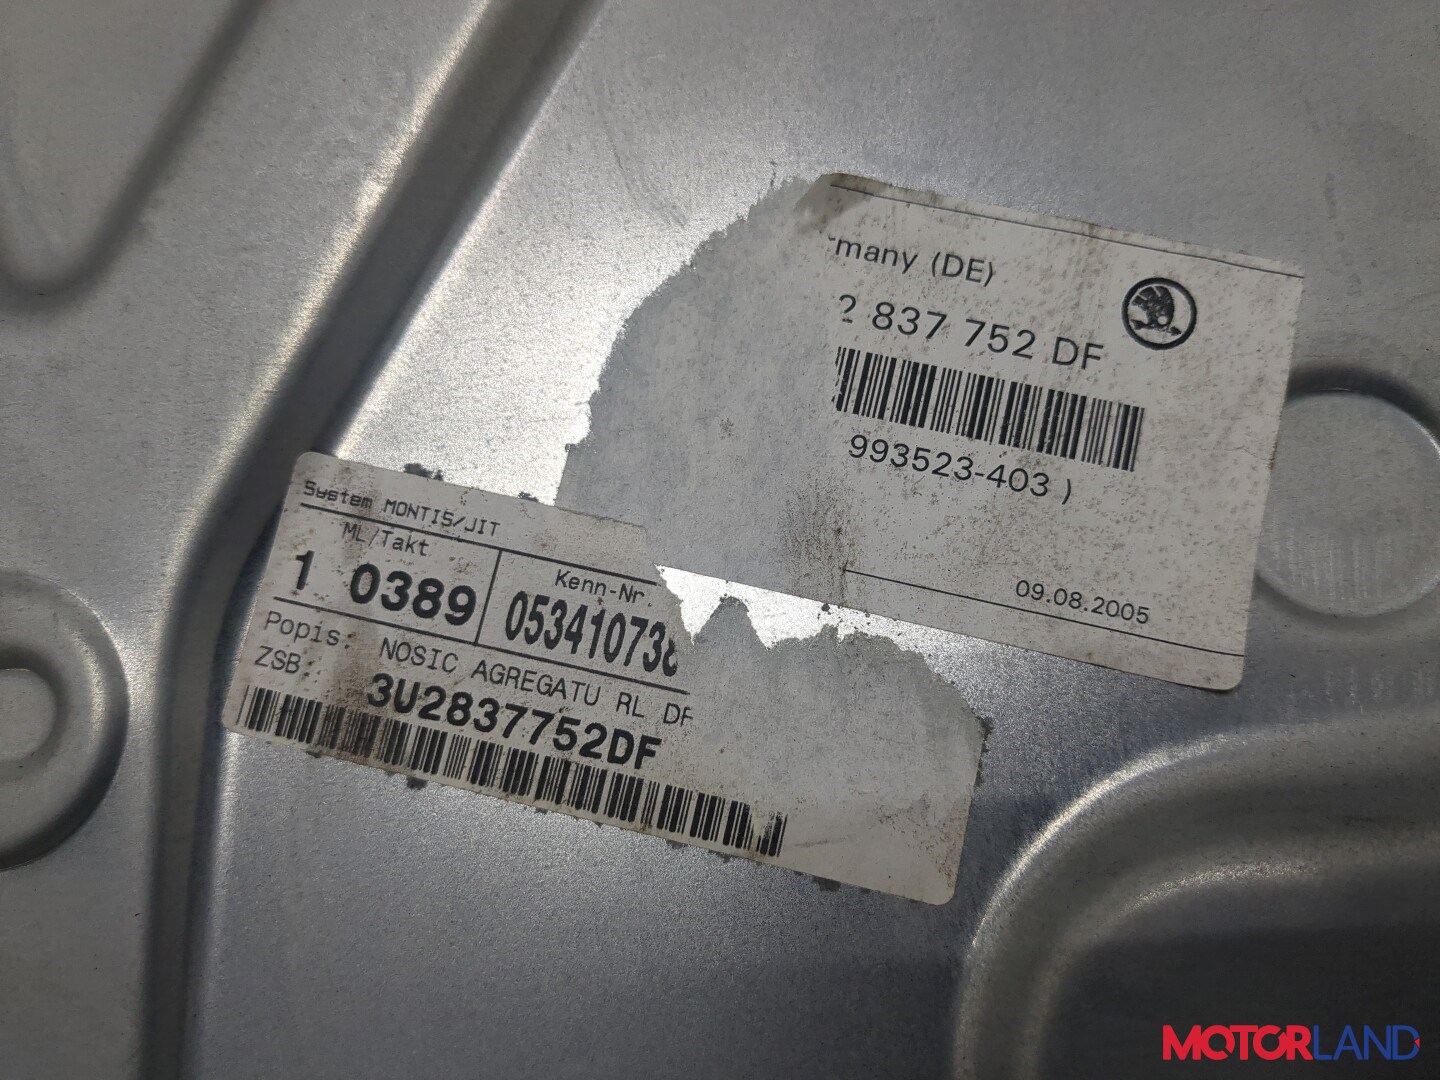 rmany (DE)
2 837 752 DF
993523-403 )
09.08.2005
System MONTIS/JIT
ML/Takt
Kenn-Nr.
1 0389
053410738
Popis: NOSIC AGREGATU RL DF
ZSB: 3U2837752DF
MOTORLAND